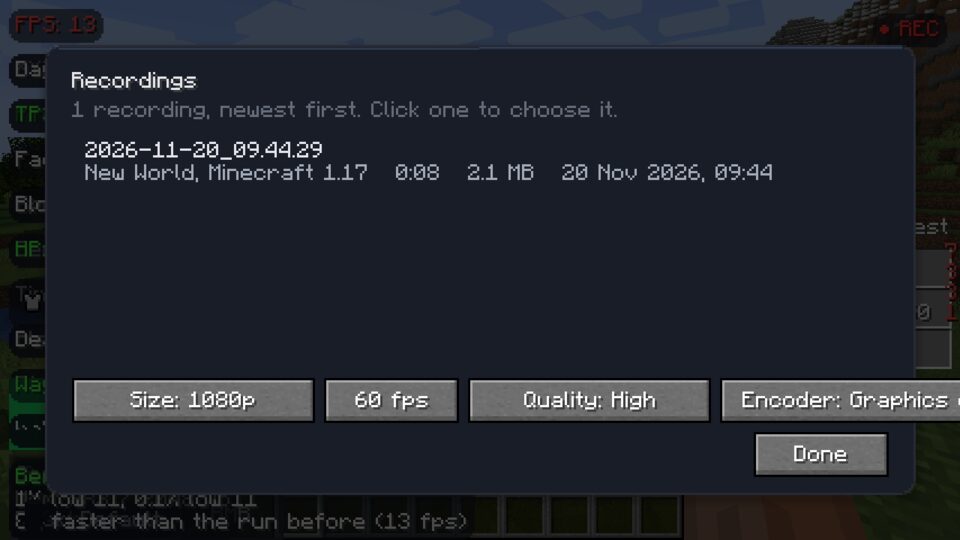 FPS: 13
REC
Recordings
1 recording, newest first. Click one to choose it.
2026-11-20_09.44.29
New World, Minecraft 1.17 0:08 2.1 MB 20 Nov 2026, 09:44
Size: 1080p
60 fps
Quality: High
Encoder: Graphics
Done
faster than the run before (13 fps)